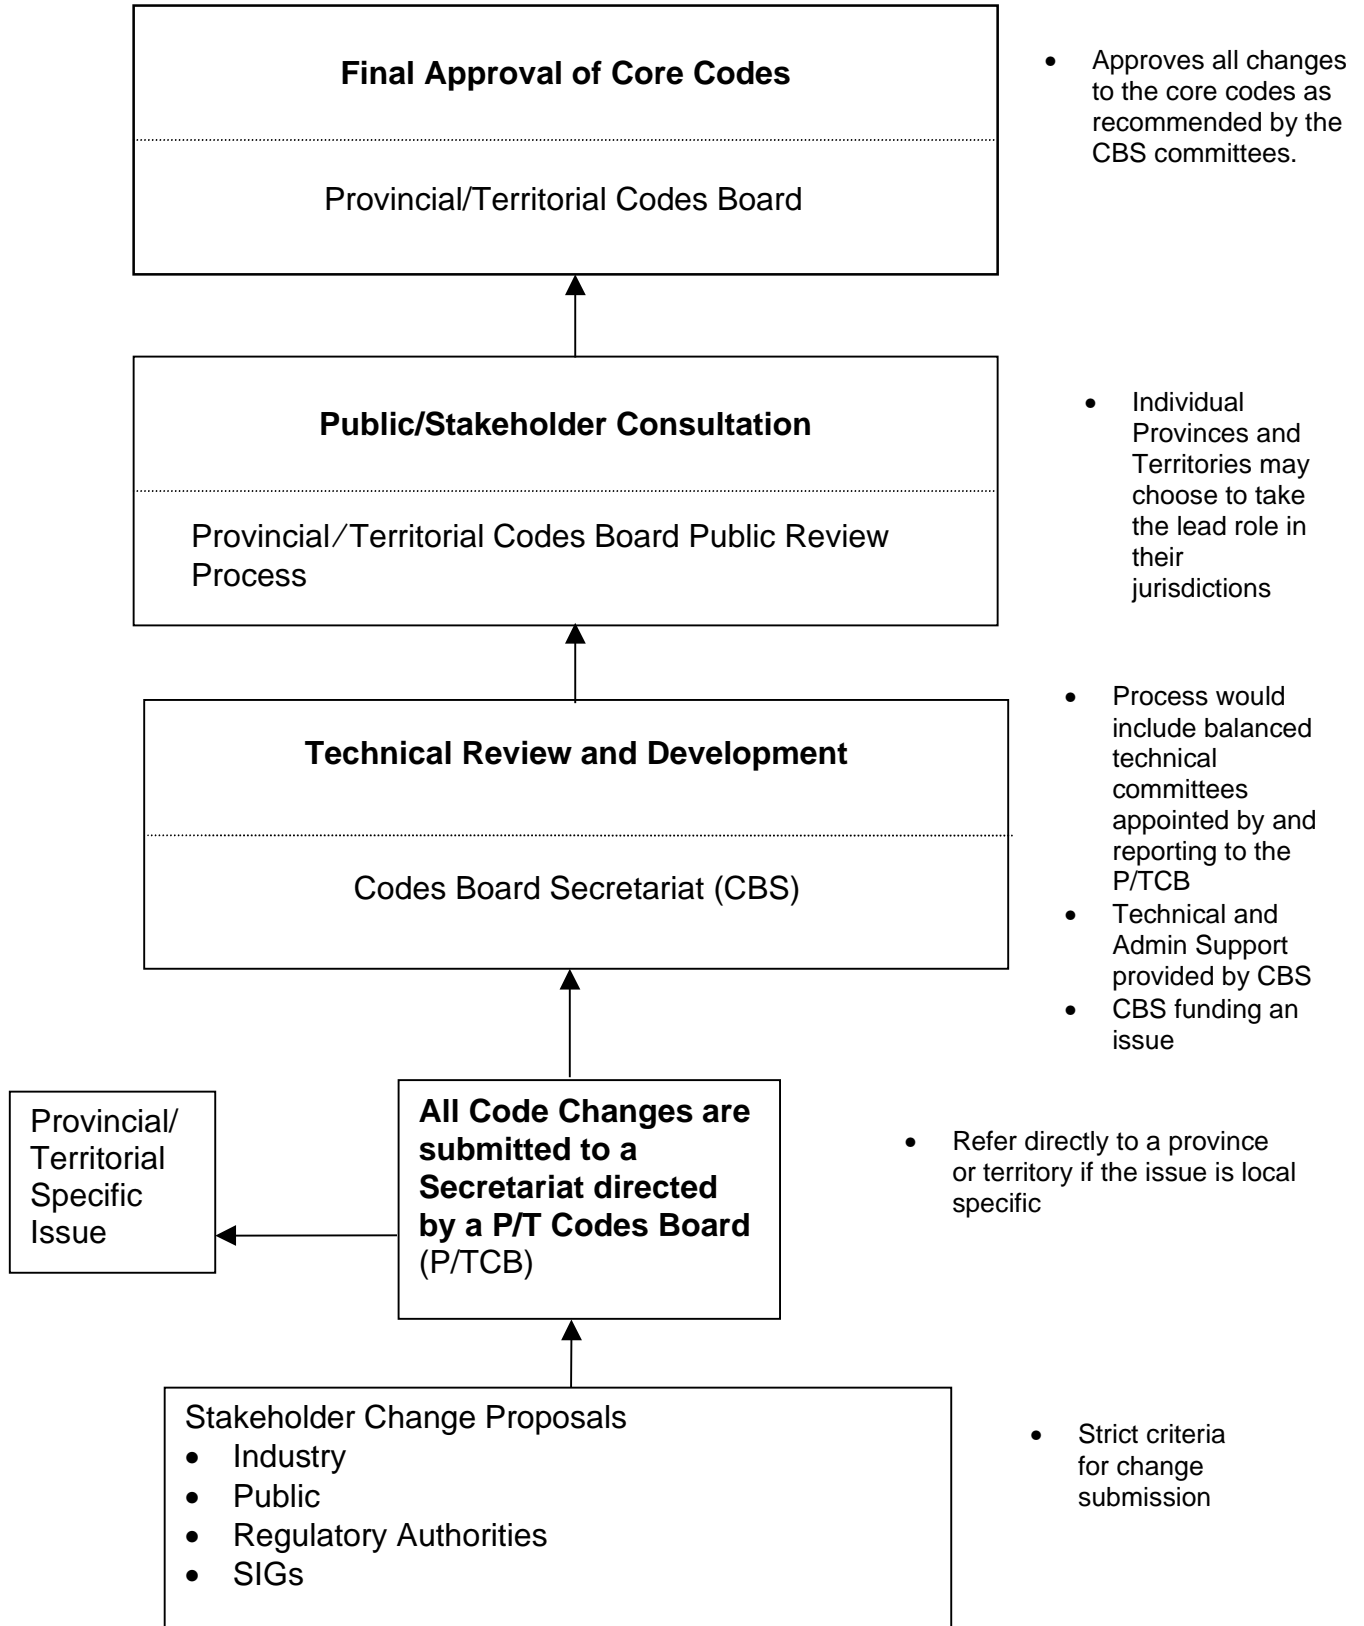 Final Approval of Core Codes
Provincial/Territorial Codes Board
• Approves all changes
to the core codes as
recommended by the
CBS committees.
Public/Stakeholder Consultation
Provincial/Territorial Codes Board Public Review
Process
• Individual
Provinces and
Territories may
choose to take
the lead role in
their
jurisdictions
Technical Review and Development
Codes Board Secretariat (CBS)
• Process would
include balanced
technical
committees
appointed by and
reporting to the
P/TCB
• Technical and
Admin Support
provided by CBS
• CBS funding an
issue
Provincial/
Territorial
Specific
Issue
All Code Changes are
submitted to a
Secretariat directed
by a P/T Codes Board
(P/TCB)
• Refer directly to a province
or territory if the issue is local
specific
Stakeholder Change Proposals
• Industry
• Public
• Regulatory Authorities
• SIGs
• Strict criteria
for change
submission